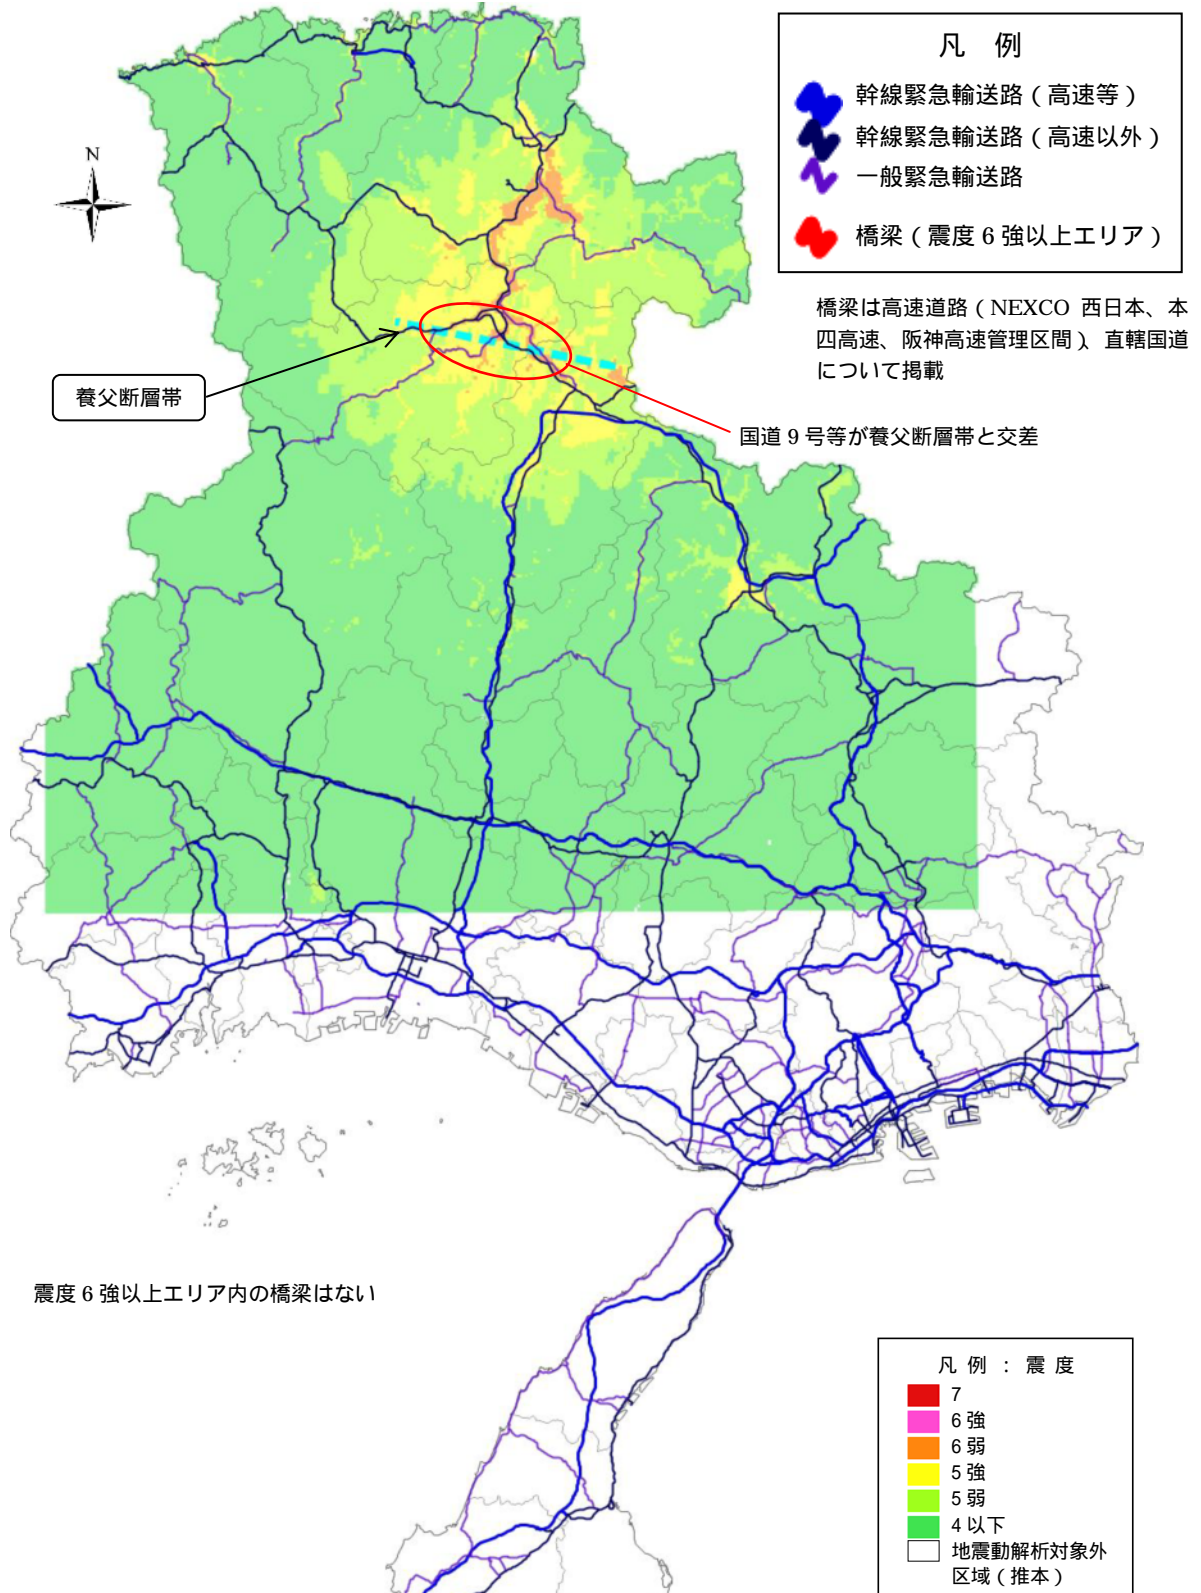 凡 例
幹線緊急輸送路（高速等）
幹線緊急輸送路（高速以外）
一般緊急輸送路
橋梁（震度 6 強以上エリア）
N
橋梁は高速道路（NEXCO 西日本、本
四高速、阪神高速管理区間）、直轄国道
について掲載
養父断層帯
国道 9 号等が養父断層帯と交差
震度 6 強以上エリア内の橋梁はない
凡 例 ： 震 度
7
6 強
6 弱
5 強
5 弱
4 以下
地震動解析対象外
区域（推本）